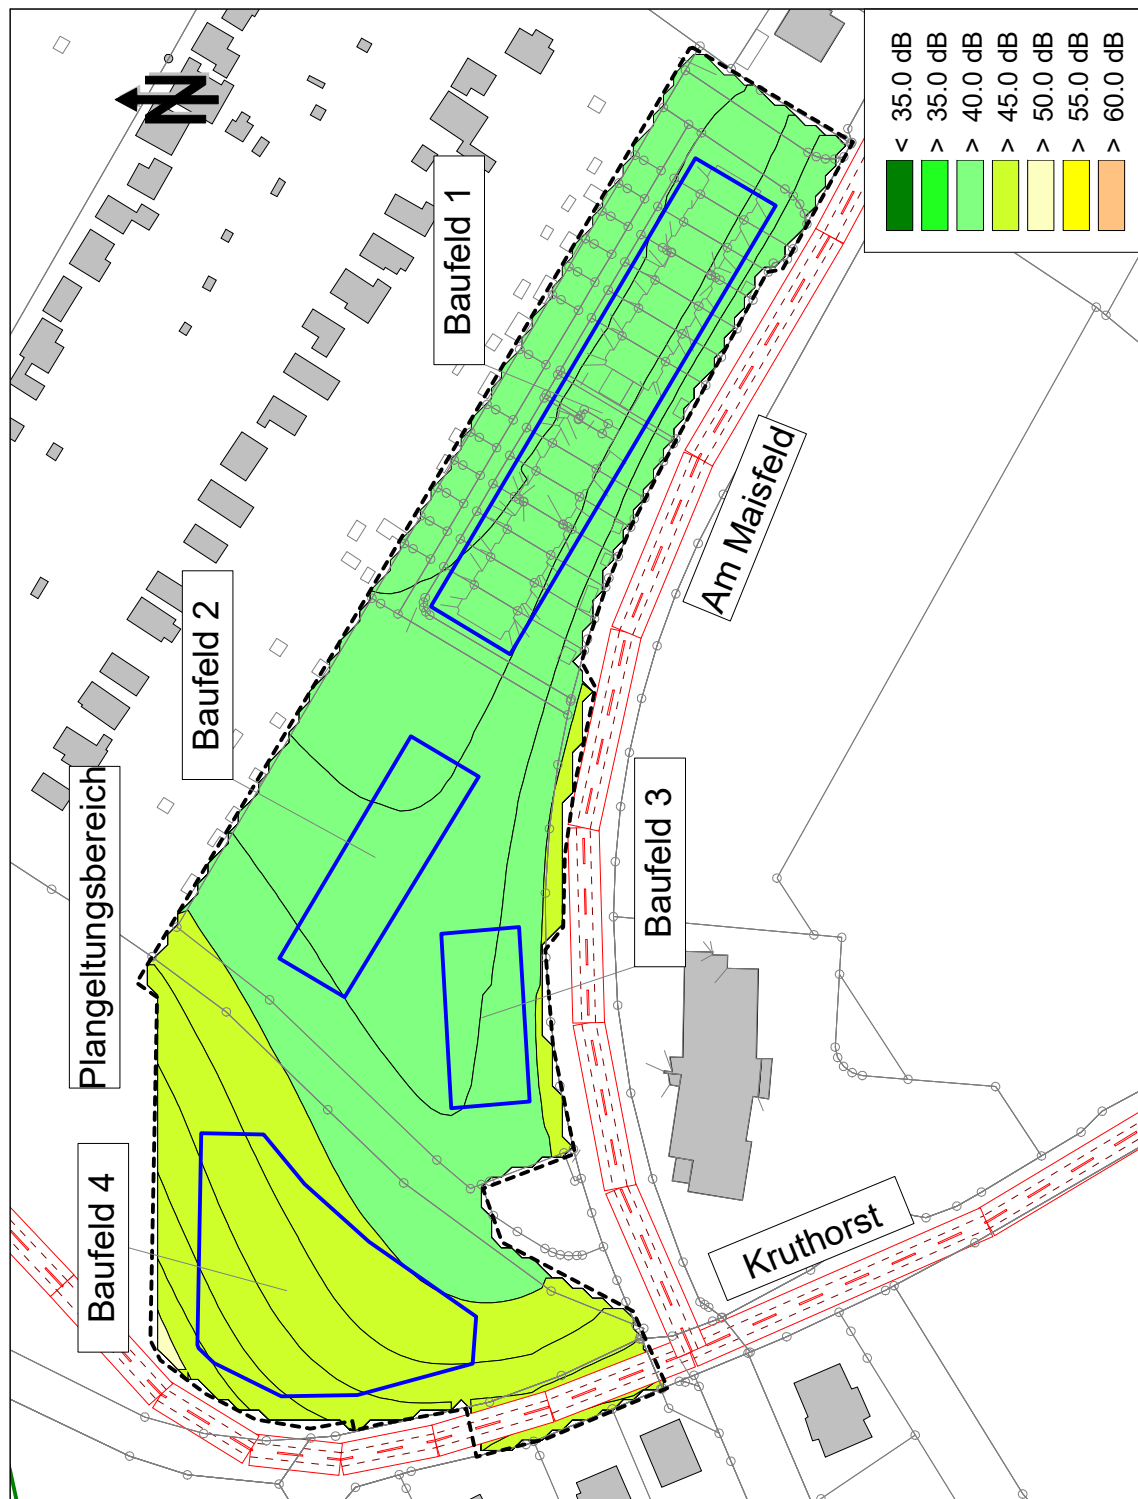 Baufeld 4
Plangeltungsbereich
Baufeld 2
Baufeld 1
Baufeld 3
Am Maisfeld
Kruthorst
N
< 35.0 dB
> 35.0 dB
> 40.0 dB
> 45.0 dB
> 50.0 dB
> 55.0 dB
> 60.0 dB